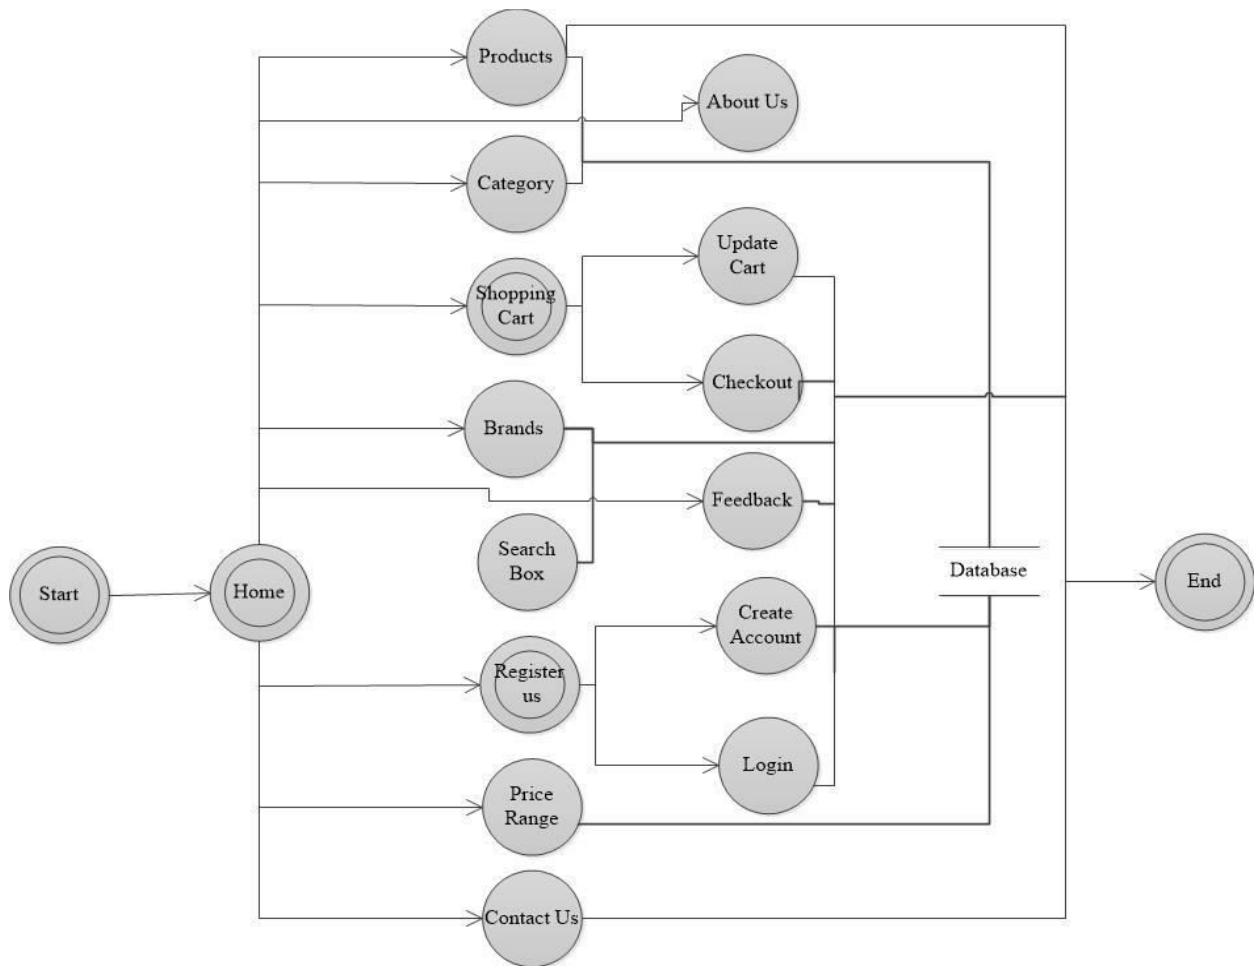 Products
About Us
Category
Update
Cart
Shopping
Cart
Checkout
Brands
Feedback
Search
Box
Database
Start
Home
End
Create
Account
Register
us
Login
Price
Range
Contact Us